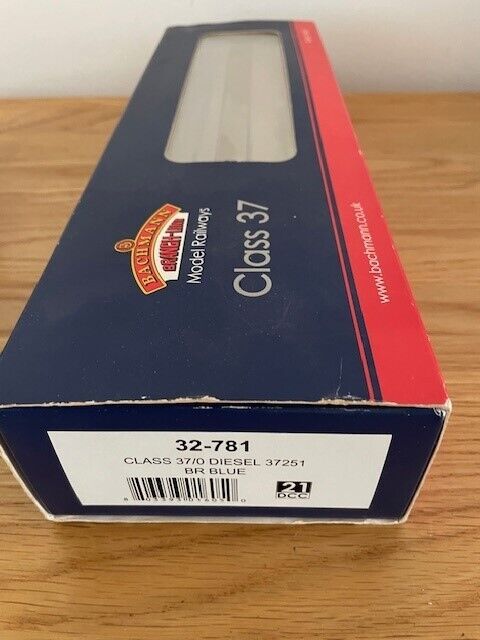 BACHMANN
BRANCH-LINE
Model Railways
Class 37
www.bachmann.co.uk
32-781
CLASS 37/0 DIESEL 37251
BR BLUE
21
DCC